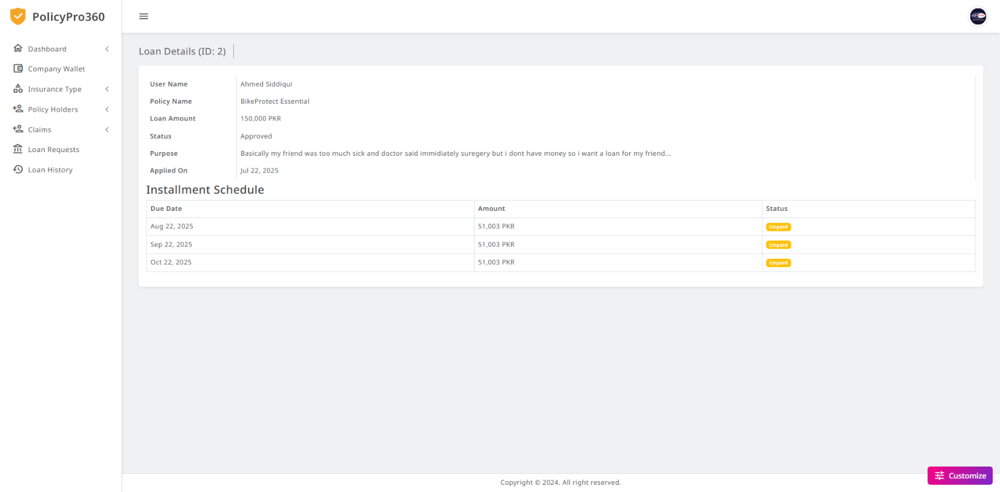 PolicyPro360
Dashboard
Company Wallet
Insurance Type
Policy Holders
Claims
Loan Requests
Loan History
Loan Details (ID: 2)
User Name Ahmed Siddiqui
Policy Name BikeProtect Essential
Loan Amount 150,000 PKR
Status Approved
Purpose Basically my friend was too much sick and doctor said immidiately suregery but i dont have money so i want a loan for my friend...
Applied On Jul 22, 2025
Installment Schedule
Due Date Amount Status
Aug 22, 2025 51,003 PKR Unpaid
Sep 22, 2025 51,003 PKR Unpaid
Oct 22, 2025 51,003 PKR Unpaid
Customize
Copyright © 2024. All right reserved.